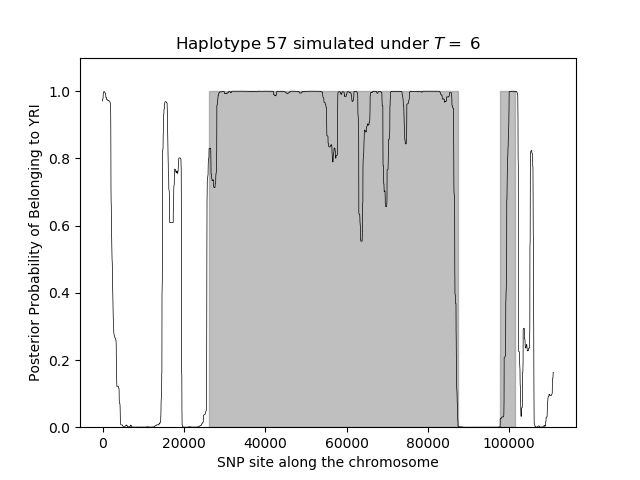 Haplotype 57 simulated under T = 6
Posterior Probability of Belonging to YRI
1.0
0.8
0.6
0.4
0.2
0.0
0 20000 40000 60000 80000 100000
SNP site along the chromosome